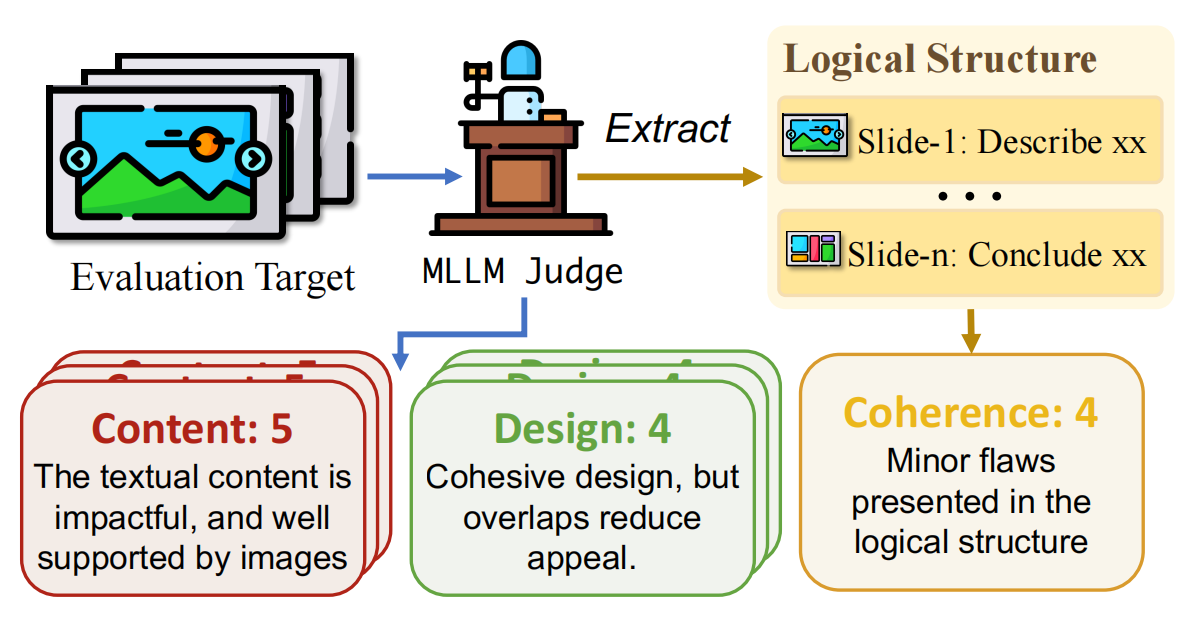 Logical Structure
Extract
Slide-1: Describe xx
• • •
Slide-n: Conclude xx
Evaluation Target
MLLM Judge
Content: 5
The textual content is
impactful, and well
supported by images
Design: 4
Cohesive design, but
overlaps reduce
appeal.
Coherence: 4
Minor flaws
presented in the
logical structure